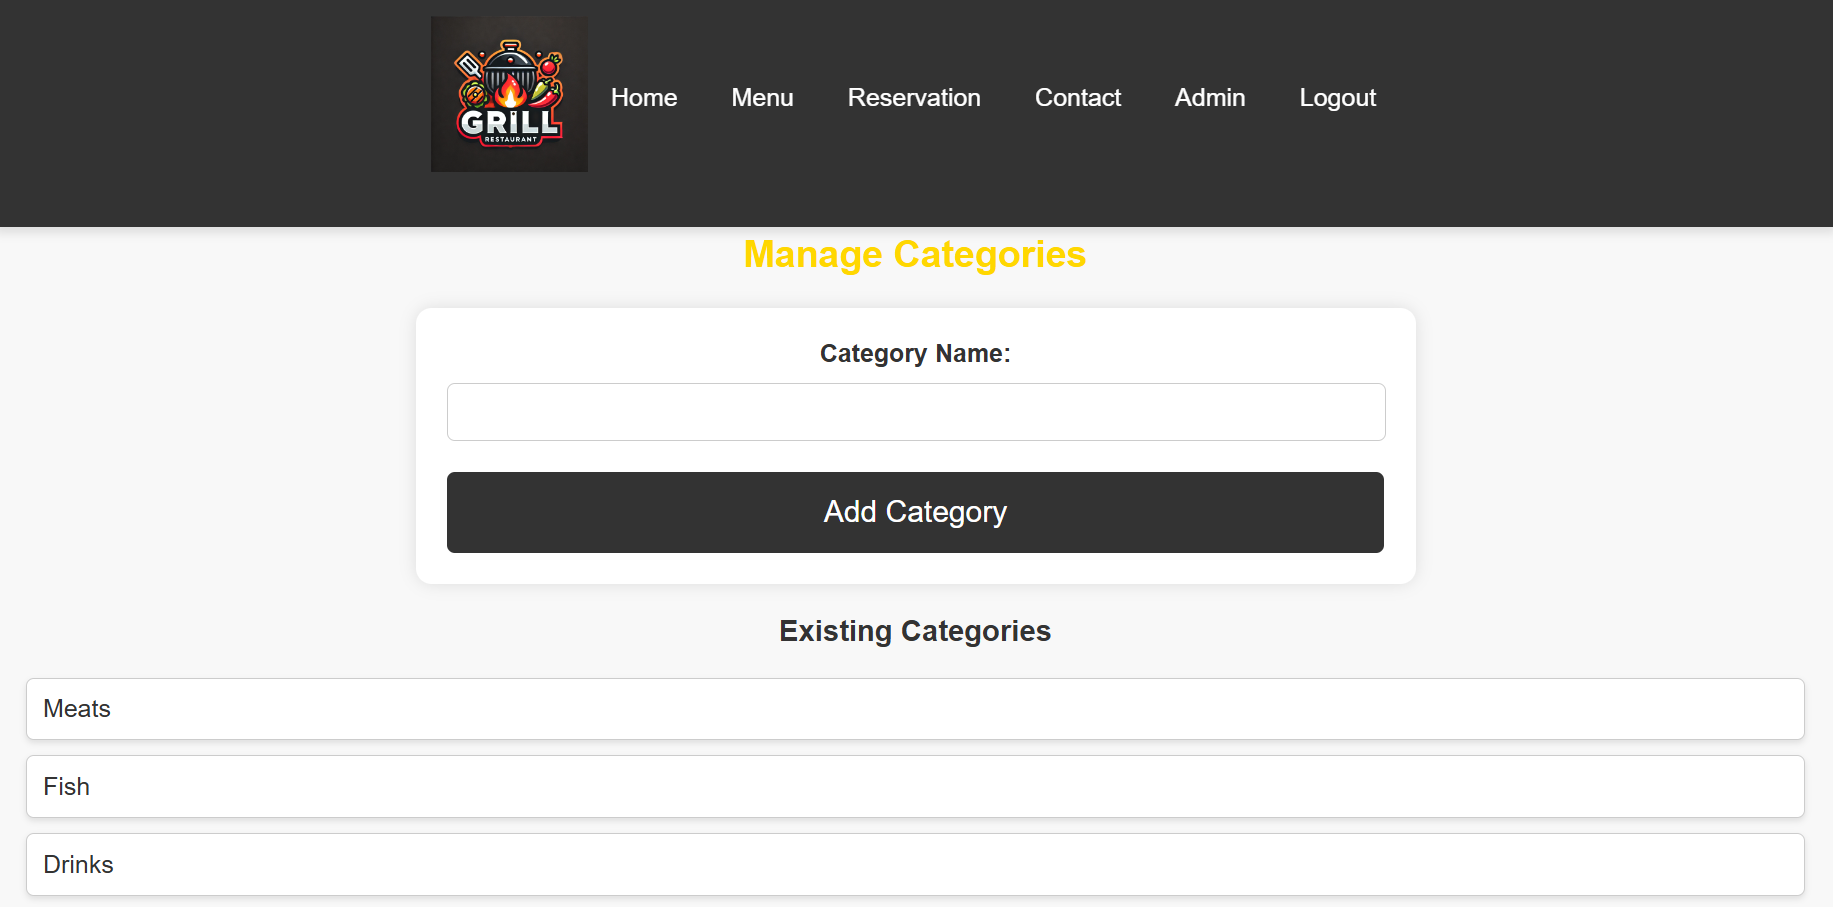 GRILL
RESTAURANT
Home Menu Reservation Contact Admin Logout
Manage Categories
Category Name:
Add Category
Existing Categories
Meats
Fish
Drinks